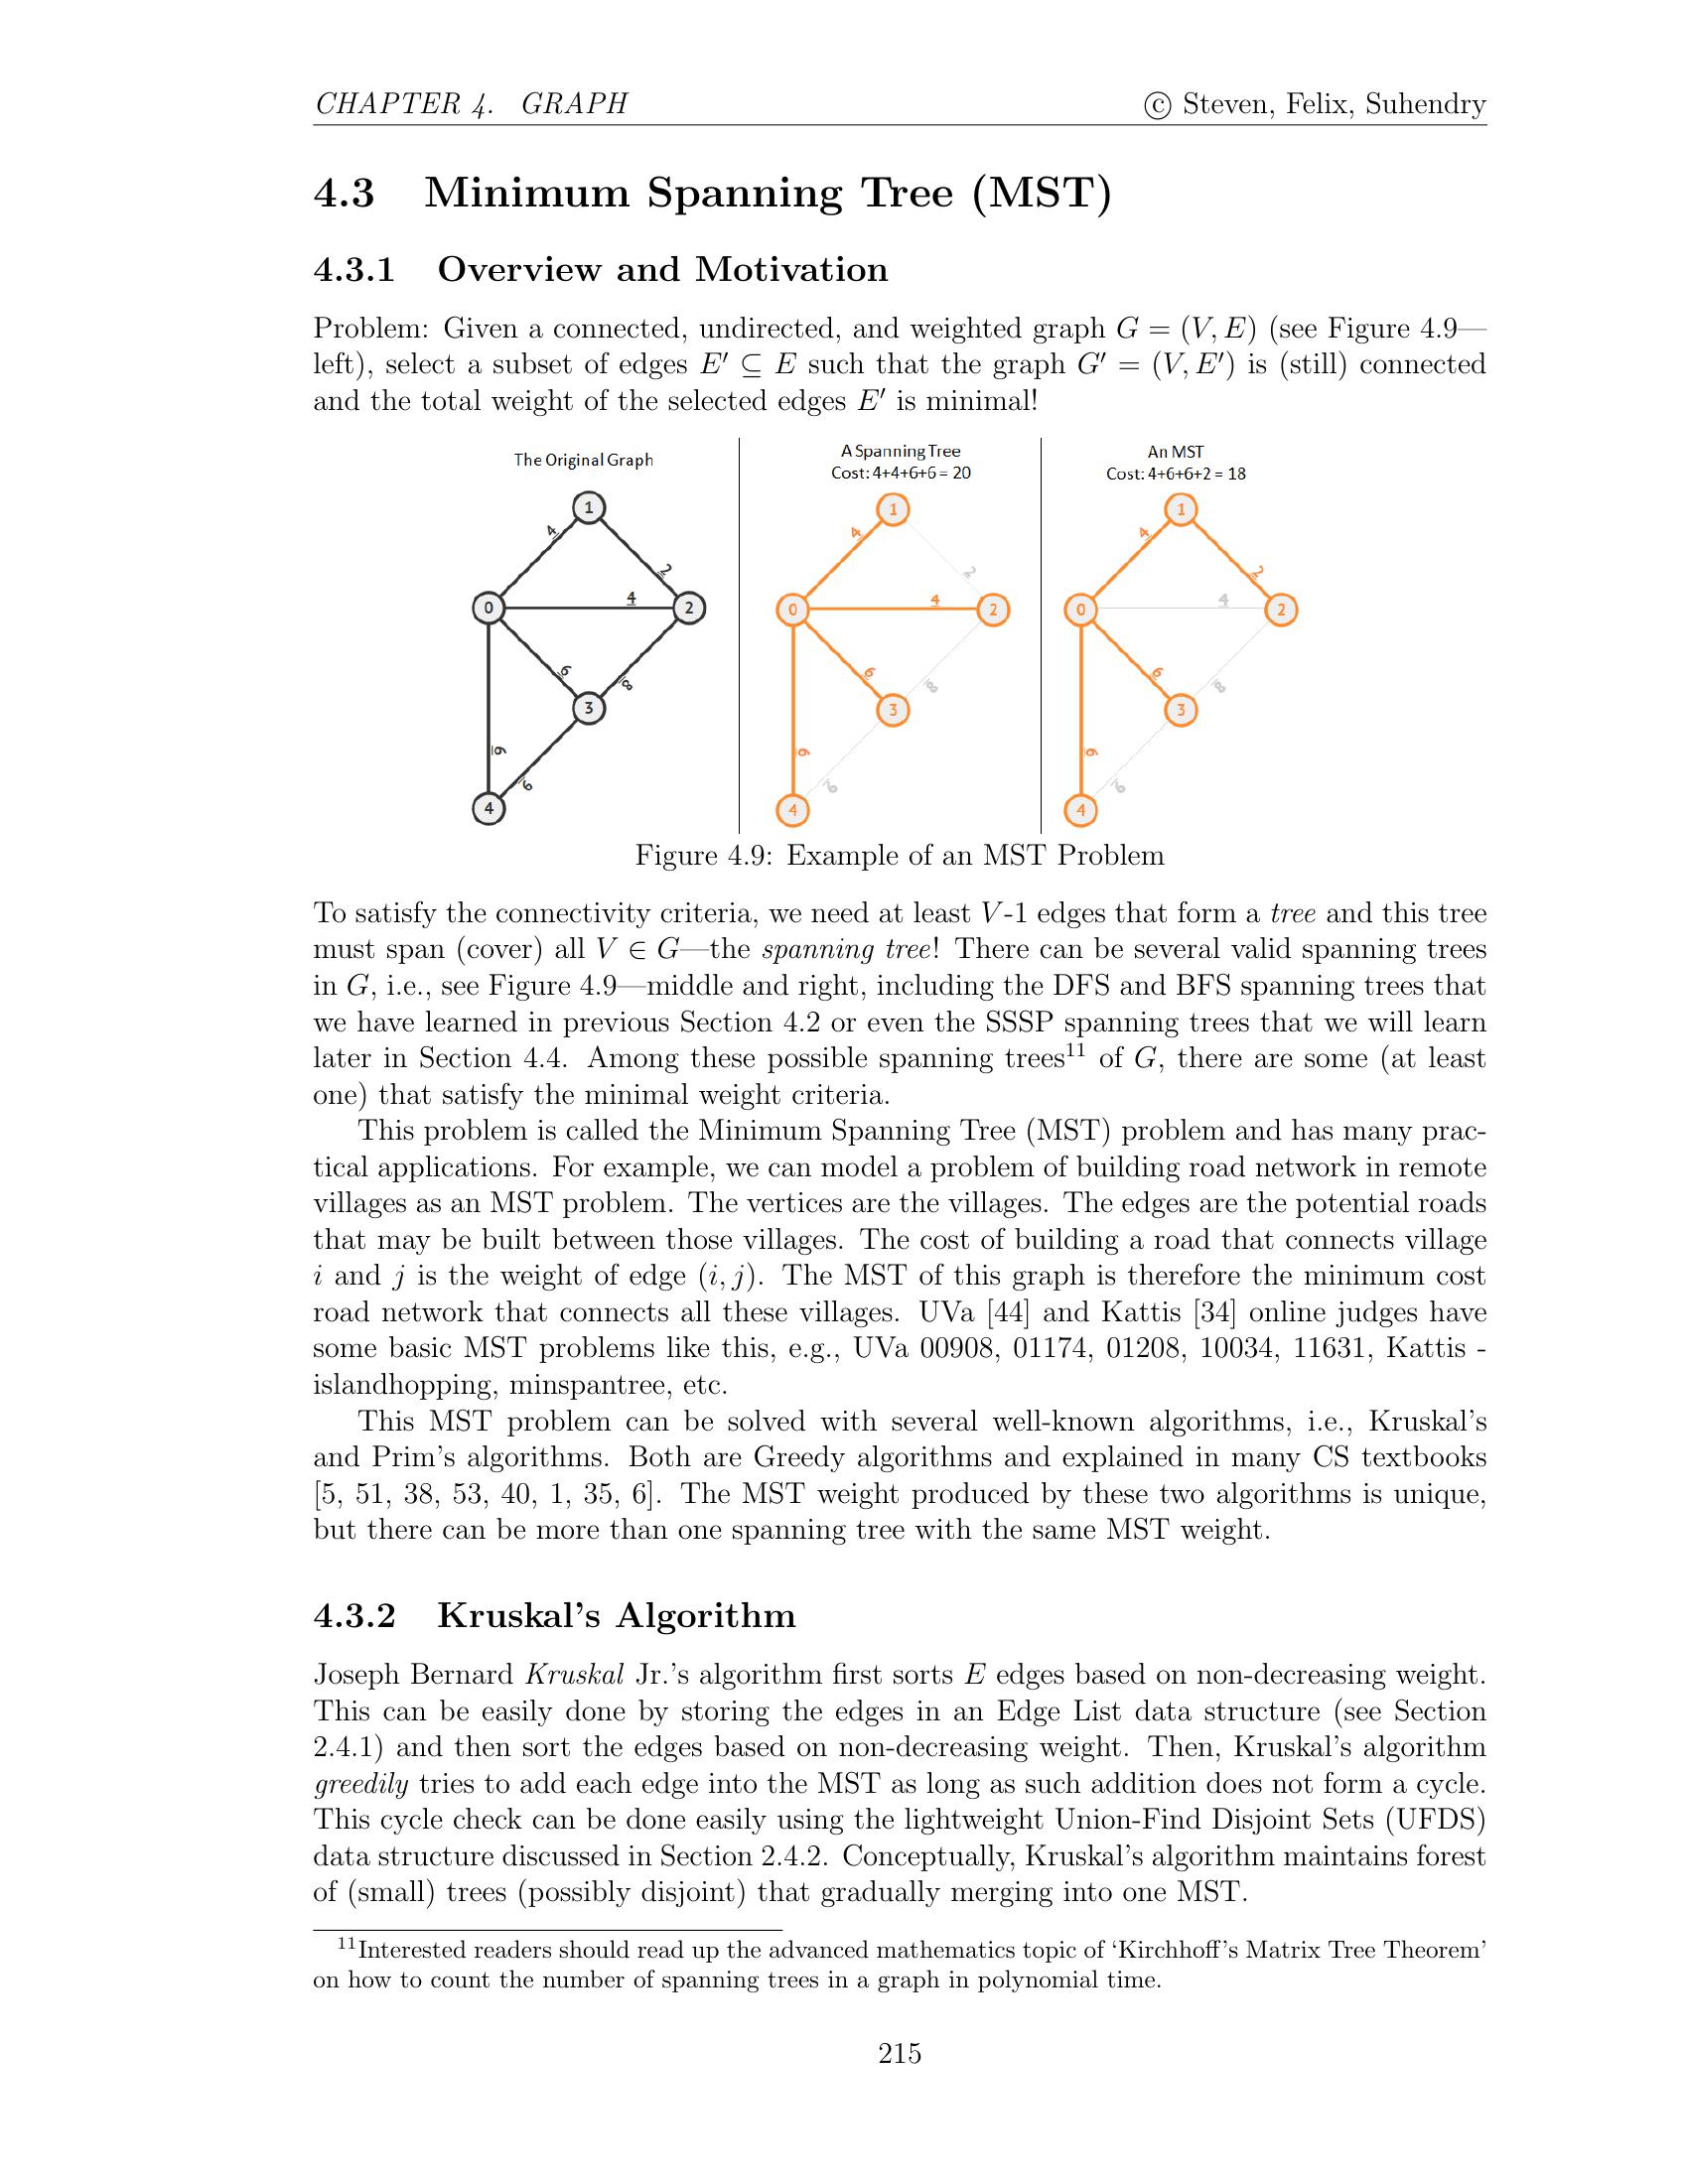 CHAPTER 4. GRAPH © Steven, Felix, Suhendry
4.3 Minimum Spanning Tree (MST)
4.3.1 Overview and Motivation
Problem: Given a connected, undirected, and weighted graph G = (V, E) (see Figure 4.9—
left), select a subset of edges E′ ⊆ E such that the graph G′ = (V, E′) is (still) connected
and the total weight of the selected edges E′ is minimal!
The Original Graph
1
4
2
0
4
2
6
8
3
6
6
4
A Spanning Tree
Cost: 4+4+6+6 = 20
1
4
2
0
4
2
6
8
3
6
6
4
An MST
Cost: 4+6+6+2 = 18
1
4
2
0
4
2
6
8
3
6
6
4
Figure 4.9: Example of an MST Problem
To satisfy the connectivity criteria, we need at least V-1 edges that form a tree and this tree
must span (cover) all V ∈ G—the spanning tree! There can be several valid spanning trees
in G, i.e., see Figure 4.9—middle and right, including the DFS and BFS spanning trees that
we have learned in previous Section 4.2 or even the SSSP spanning trees that we will learn
later in Section 4.4. Among these possible spanning trees¹¹ of G, there are some (at least
one) that satisfy the minimal weight criteria.
This problem is called the Minimum Spanning Tree (MST) problem and has many prac-
tical applications. For example, we can model a problem of building road network in remote
villages as an MST problem. The vertices are the villages. The edges are the potential roads
that may be built between those villages. The cost of building a road that connects village
i and j is the weight of edge (i, j). The MST of this graph is therefore the minimum cost
road network that connects all these villages. UVa [44] and Kattis [34] online judges have
some basic MST problems like this, e.g., UVa 00908, 01174, 01208, 10034, 11631, Kattis -
islandhopping, minspantree, etc.
This MST problem can be solved with several well-known algorithms, i.e., Kruskal's
and Prim's algorithms. Both are Greedy algorithms and explained in many CS textbooks
[5, 51, 38, 53, 40, 1, 35, 6]. The MST weight produced by these two algorithms is unique,
but there can be more than one spanning tree with the same MST weight.
4.3.2 Kruskal's Algorithm
Joseph Bernard Kruskal Jr.'s algorithm first sorts E edges based on non-decreasing weight.
This can be easily done by storing the edges in an Edge List data structure (see Section
2.4.1) and then sort the edges based on non-decreasing weight. Then, Kruskal's algorithm
greedily tries to add each edge into the MST as long as such addition does not form a cycle.
This cycle check can be done easily using the lightweight Union-Find Disjoint Sets (UFDS)
data structure discussed in Section 2.4.2. Conceptually, Kruskal's algorithm maintains forest
of (small) trees (possibly disjoint) that gradually merging into one MST.
¹¹Interested readers should read up the advanced mathematics topic of ‘Kirchhoff's Matrix Tree Theorem’
on how to count the number of spanning trees in a graph in polynomial time.
215